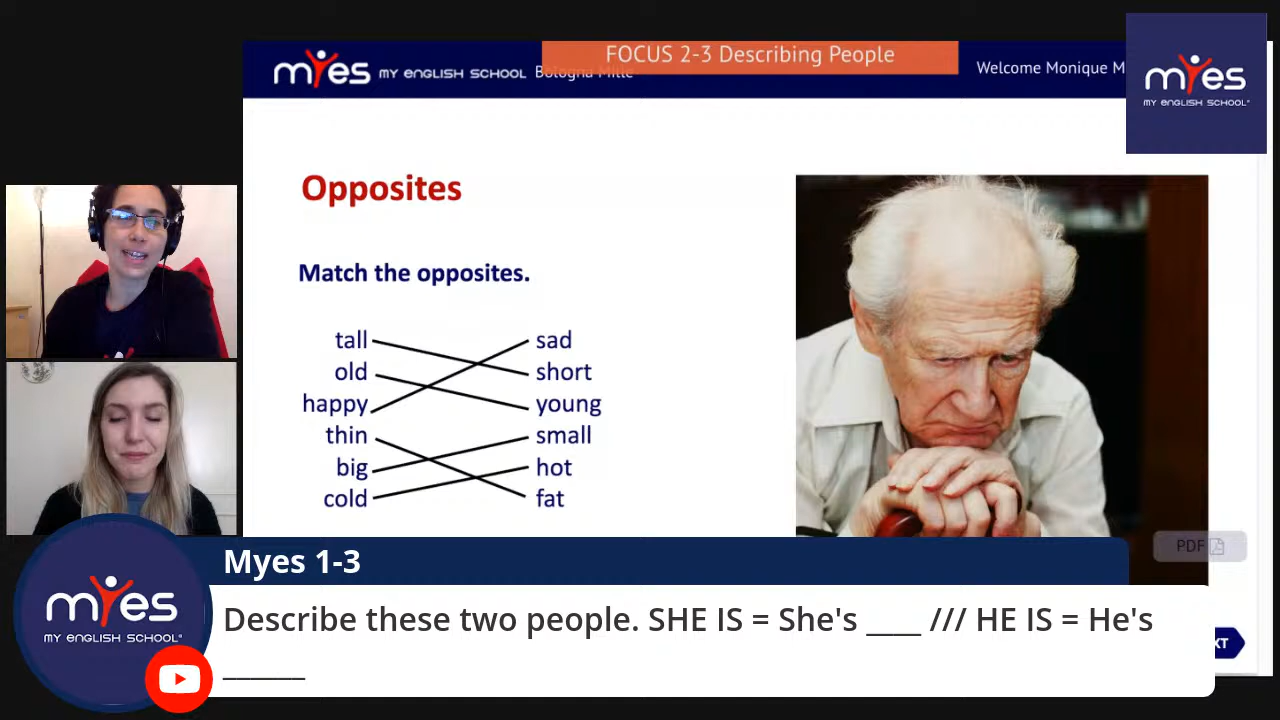 FOCUS 2-3 Describing People
myes MY ENGLISH SCHOOL Bologna Mille
Welcome Monique M
myes
MY ENGLISH SCHOOL
Opposites
Match the opposites.
tall sad
old short
happy young
thin small
big hot
cold fat
PDF
Myes 1-3
myes
MY ENGLISH SCHOOL
Describe these two people. SHE IS = She's ____ /// HE IS = He's
______
XT